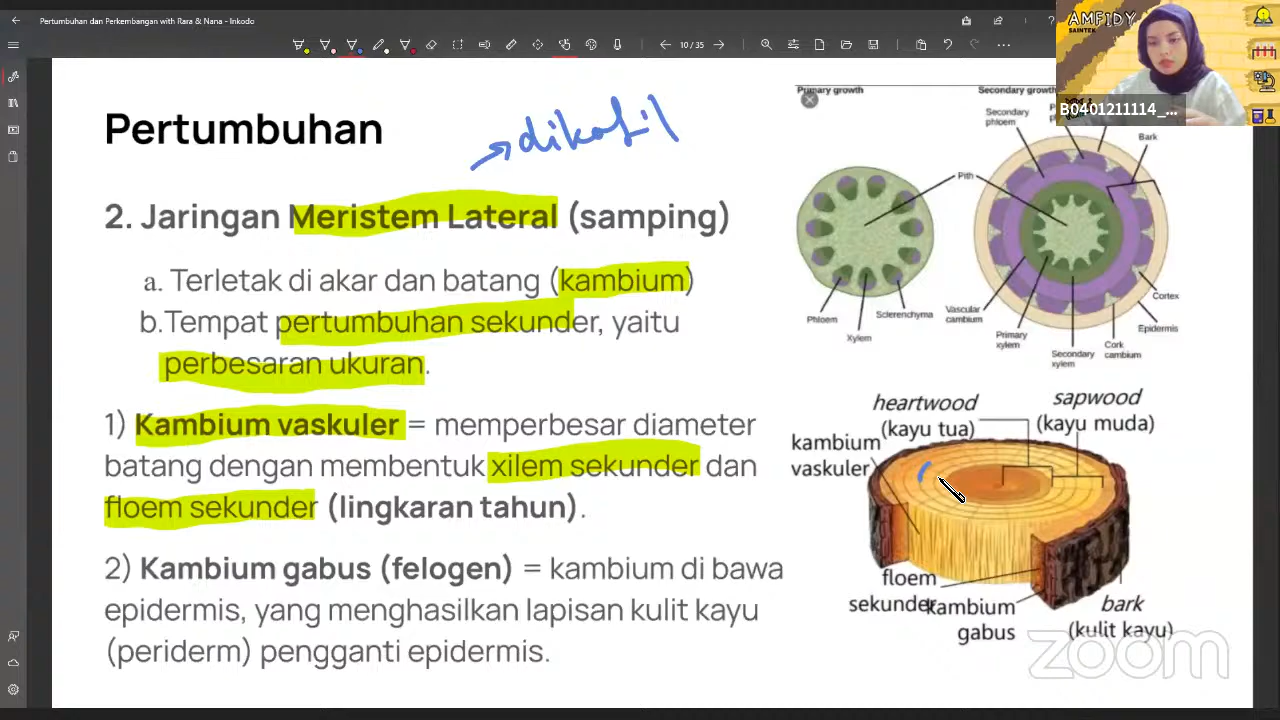 Pertumbuhan dan Perkembangan with Rara & Nana - Inkodo
10/35
AMFIDY
SAINTEK
B0401211114_...
Pertumbuhan
dikotil
2. Jaringan Meristem Lateral (samping)
a. Terletak di akar dan batang (kambium)
b.Tempat pertumbuhan sekunder, yaitu
perbesaran ukuran.
1) Kambium vaskuler = memperbesar diameter
batang dengan membentuk xilem sekunder dan
floem sekunder (lingkaran tahun).
2) Kambium gabus (felogen) = kambium di bawa
epidermis, yang menghasilkan lapisan kulit kayu
(periderm) pengganti epidermis.
Primary growth
Secondary growth
Secondary
phloem
Bark
Pith
Phloem
Xylem
Sclerenchyma
Vascular
cambium
Primary
xylem
Secondary
xylem
Cork
cambium
Epidermis
Cortex
heartwood
(kayu tua)
sapwood
(kayu muda)
kambium
vaskuler
floem
sekunder
kambium
gabus
bark
(kulit kayu)
zoom